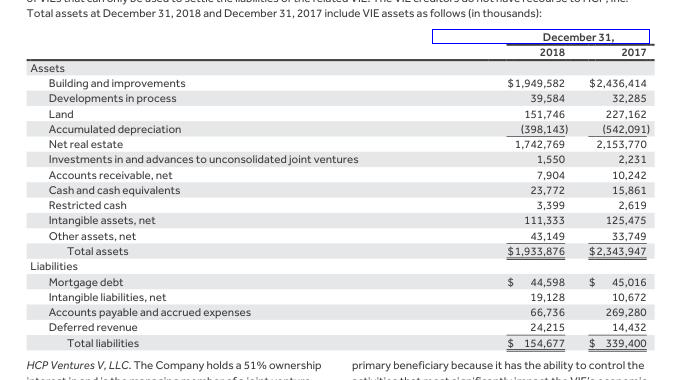 Total assets at December 31, 2018 and December 31, 2017 include VIE assets as follows (in thousands):
December 31,
2018 2017
Assets
Building and improvements $1,949,582 $2,436,414
Developments in process 39,584 32,285
Land 151,746 227,162
Accumulated depreciation (398,143) (542,091)
Net real estate 1,742,769 2,153,770
Investments in and advances to unconsolidated joint ventures 1,550 2,231
Accounts receivable, net 7,904 10,242
Cash and cash equivalents 23,772 15,861
Restricted cash 3,399 2,619
Intangible assets, net 111,333 125,475
Other assets, net 43,149 33,749
Total assets $1,933,876 $2,343,947
Liabilities
Mortgage debt $ 44,598 $ 45,016
Intangible liabilities, net 19,128 10,672
Accounts payable and accrued expenses 66,736 269,280
Deferred revenue 24,215 14,432
Total liabilities $ 154,677 $ 339,400
HCP Ventures V, LLC. The Company holds a 51% ownership
primary beneficiary because it has the ability to control the